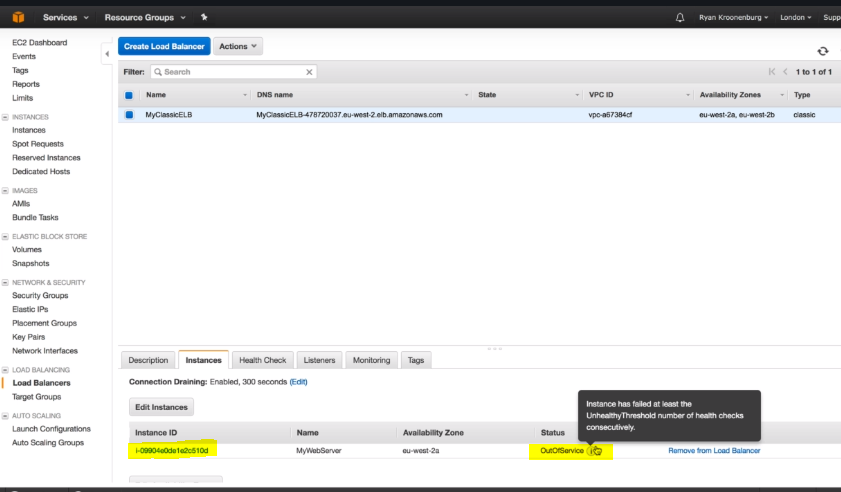 Services Resource Groups Ryan Kroonenburg London Supp
EC2 Dashboard
Events
Tags
Reports
Limits
INSTANCES
Instances
Spot Requests
Reserved Instances
Dedicated Hosts
IMAGES
AMIs
Bundle Tasks
ELASTIC BLOCK STORE
Volumes
Snapshots
NETWORK & SECURITY
Security Groups
Elastic IPs
Placement Groups
Key Pairs
Network Interfaces
LOAD BALANCING
Load Balancers
Target Groups
AUTO SCALING
Launch Configurations
Auto Scaling Groups
Create Load Balancer Actions
Filter: Search 1 to 1 of 1
Name DNS name State VPC ID Availability Zones Type
MyClassicELB MyClassicELB-478720037.eu-west-2.elb.amazonaws.com vpc-a67384cf eu-west-2a, eu-west-2b classic
Description Instances Health Check Listeners Monitoring Tags
Connection Draining: Enabled, 300 seconds (Edit)
Edit Instances
Instance has failed at least the
UnhealthyThreshold number of health checks
consecutively.
Instance ID Name Availability Zone Status
i-09904e0de1e2c510d MyWebServer eu-west-2a OutOfService Remove from Load Balancer